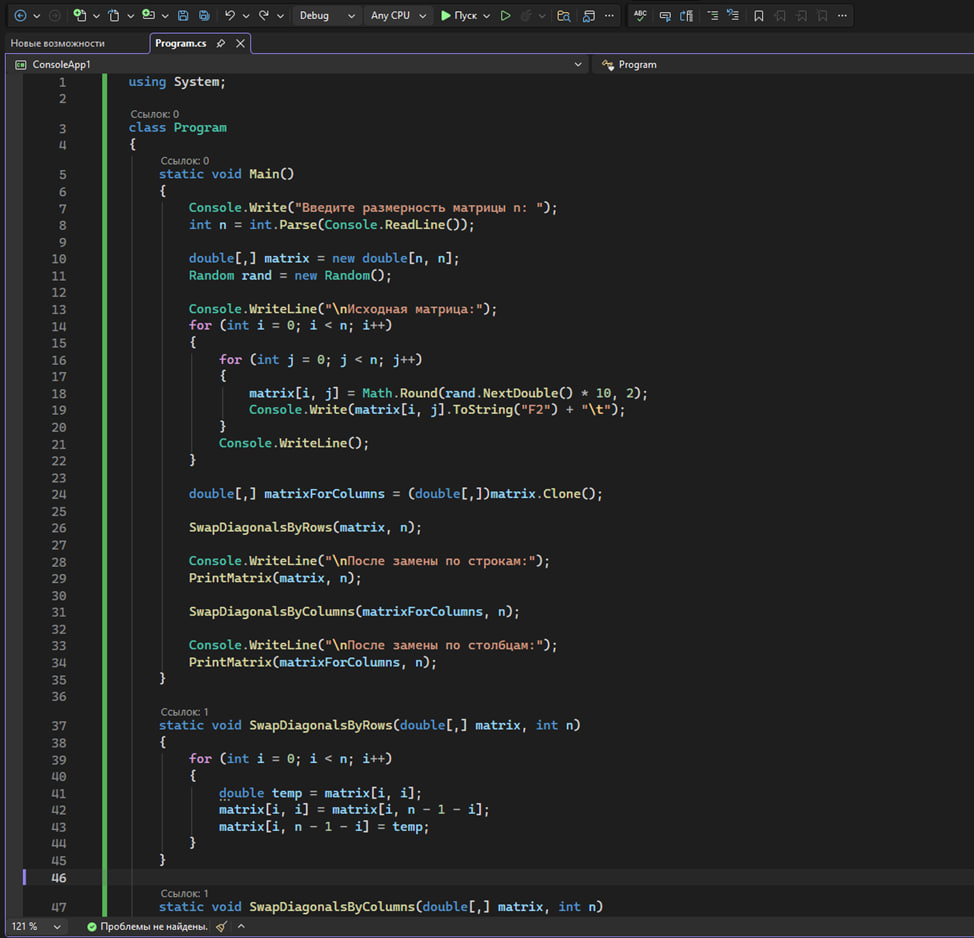 Debug Any CPU Пуск
Новые возможности Program.cs
ConsoleApp1 Program
1 using System;
2
Ссылок: 0
3 class Program
4 {
Ссылок: 0
5 static void Main()
6 {
7 Console.Write("Введите размерность матрицы n: ");
8 int n = int.Parse(Console.ReadLine());
9
10 double[,] matrix = new double[n, n];
11 Random rand = new Random();
12
13 Console.WriteLine("\nИсходная матрица:");
14 for (int i = 0; i < n; i++)
15 {
16 for (int j = 0; j < n; j++)
17 {
18 matrix[i, j] = Math.Round(rand.NextDouble() * 10, 2);
19 Console.Write(matrix[i, j].ToString("F2") + "\t");
20 }
21 Console.WriteLine();
22 }
23
24 double[,] matrixForColumns = (double[,])matrix.Clone();
25
26 SwapDiagonalsByRows(matrix, n);
27
28 Console.WriteLine("\nПосле замены по строкам:");
29 PrintMatrix(matrix, n);
30
31 SwapDiagonalsByColumns(matrixForColumns, n);
32
33 Console.WriteLine("\nПосле замены по столбцам:");
34 PrintMatrix(matrixForColumns, n);
35 }
36
Ссылок: 1
37 static void SwapDiagonalsByRows(double[,] matrix, int n)
38 {
39 for (int i = 0; i < n; i++)
40 {
41 double temp = matrix[i, i];
42 matrix[i, i] = matrix[i, n - 1 - i];
43 matrix[i, n - 1 - i] = temp;
44 }
45 }
46
Ссылок: 1
47 static void SwapDiagonalsByColumns(double[,] matrix, int n)
121 % Проблемы не найдены.